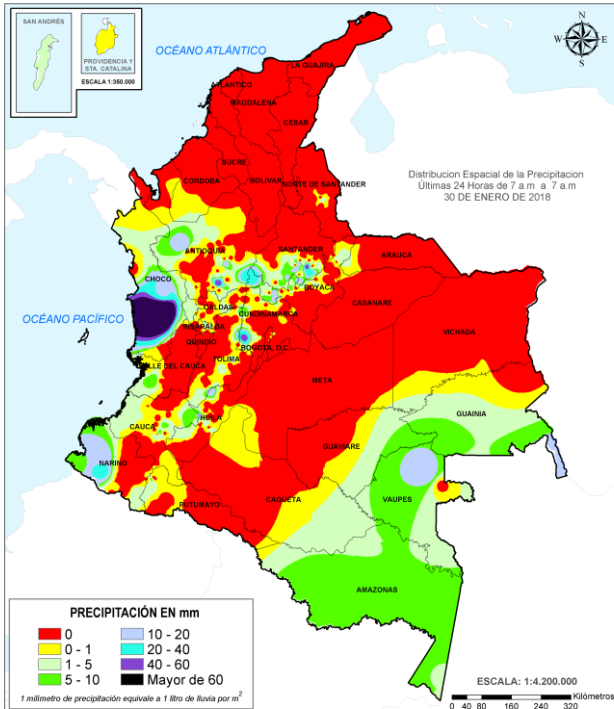 SAN ANDRÉS
PROVIDENCIA Y
STA. CATALINA
ESCALA 1:350.000
OCÉANO ATLÁNTICO
N
W E
S
LA GUAJIRA
ATLANTICO
MAGDALENA
CESAR
SUCRE
CORDOBA
BOLIVAR
NORTE DE SANTANDER
Distribucion Espacial de la Precipitacion
Últimas 24 Horas de 7 a.m a 7 a.m
30 DE ENERO DE 2018
ANTIOQUI
SANTANDER
ARAUCA
CHOCO
BOYACA
CASANARE
OCÉANO PACÍFICO
CALDAS
CUNDINAMARCA
RISARALDA
VICHADA
QUINDIO
BOGOTA, D.C.
TOLIMA
VALLE DEL CAUCA
META
GUAINIA
HUILA
CAUCA
GUAVIARE
NARIÑO
VAUPES
PUTUMAYO
CAQUETA
AMAZONAS
PRECIPITACIÓN EN mm
0
0 - 1
1 - 5
5 - 10
10 - 20
20 - 40
40 - 60
Mayor de 60
1 milimetro de precipitación equivale a 1 litro de lluvia por m2
ESCALA: 1:4.200.000
Kilómetros
0 40 80 160 240 320